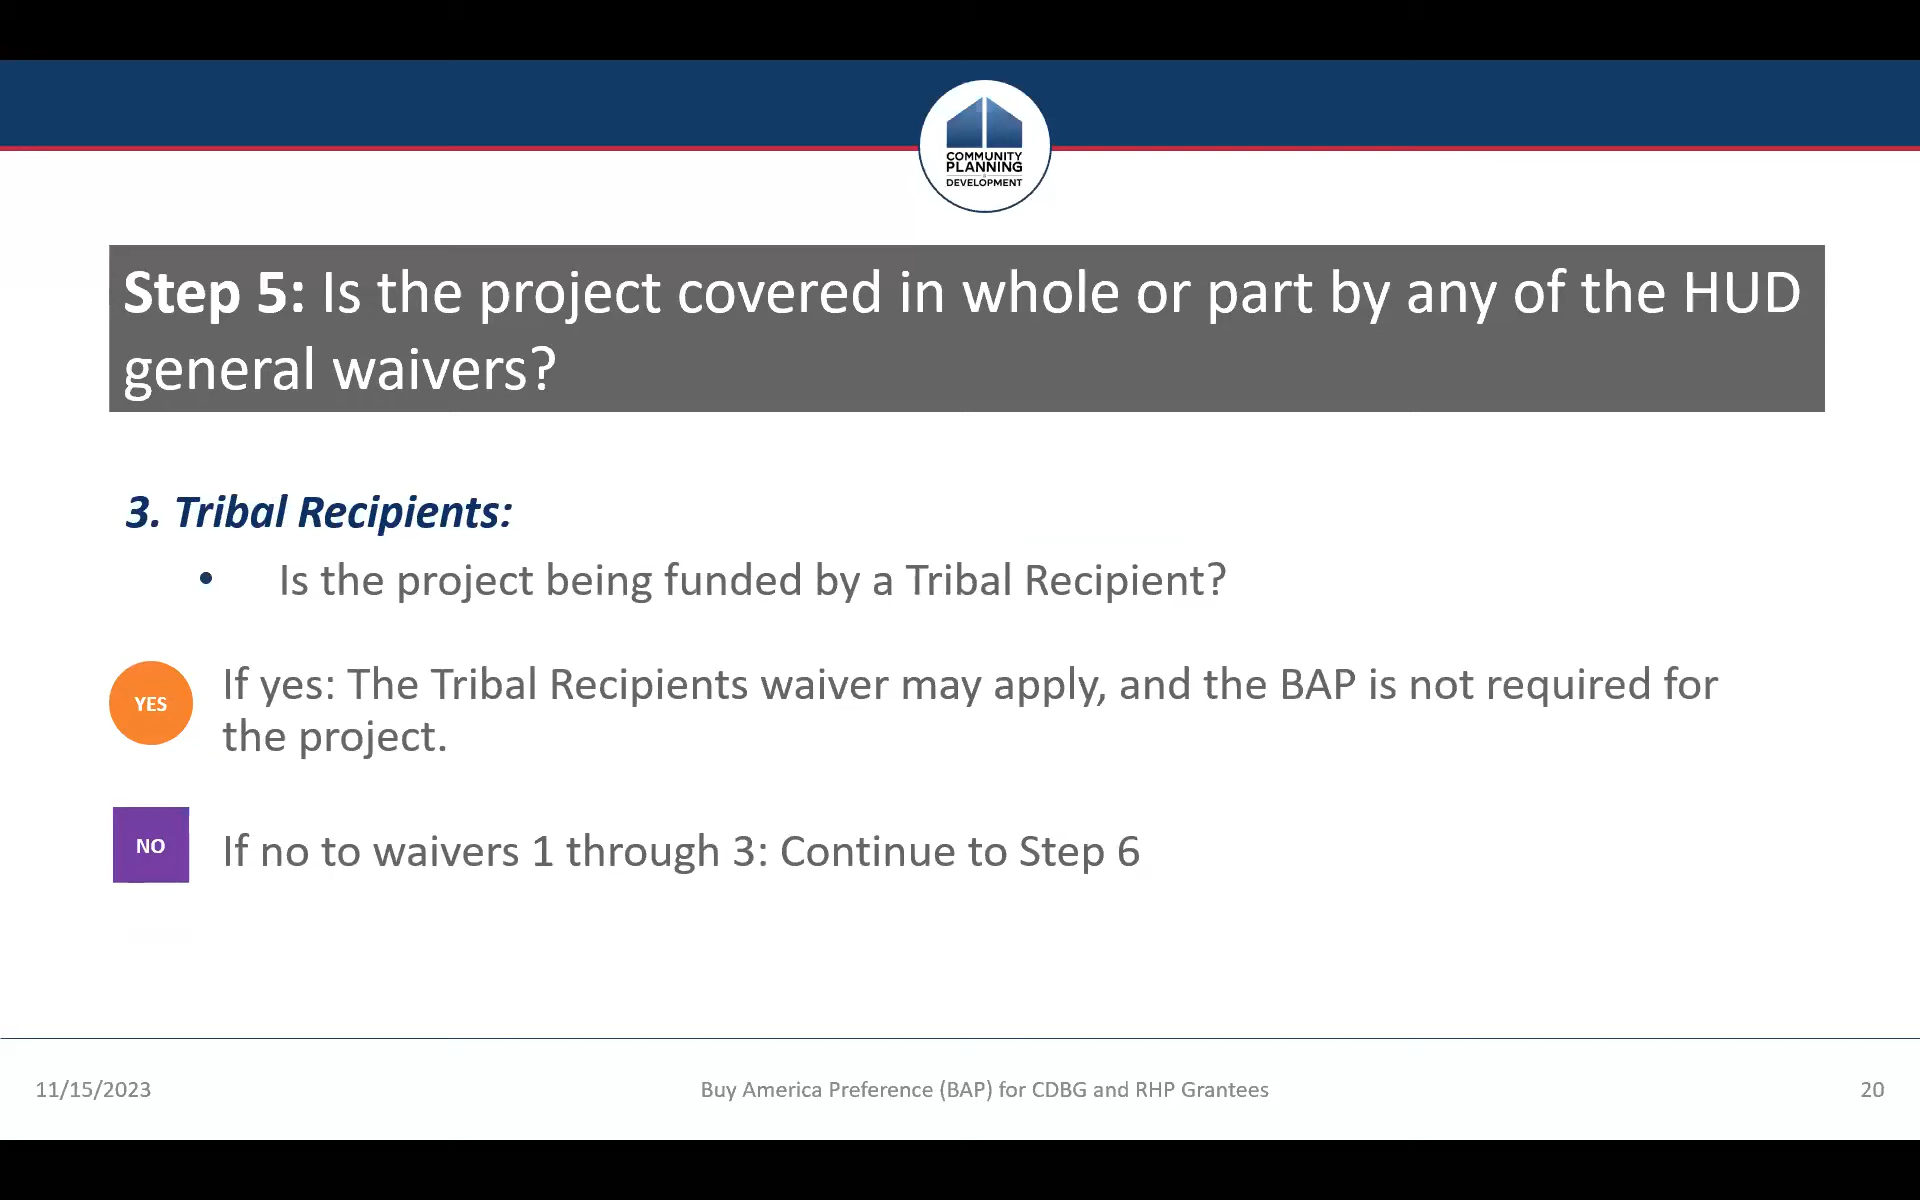 COMMUNITY
PLANNING
DEVELOPMENT
Step 5: Is the project covered in whole or part by any of the HUD
general waivers?
3. Tribal Recipients:
• Is the project being funded by a Tribal Recipient?
YES
If yes: The Tribal Recipients waiver may apply, and the BAP is not required for
the project.
NO
If no to waivers 1 through 3: Continue to Step 6
11/15/2023
Buy America Preference (BAP) for CDBG and RHP Grantees
20